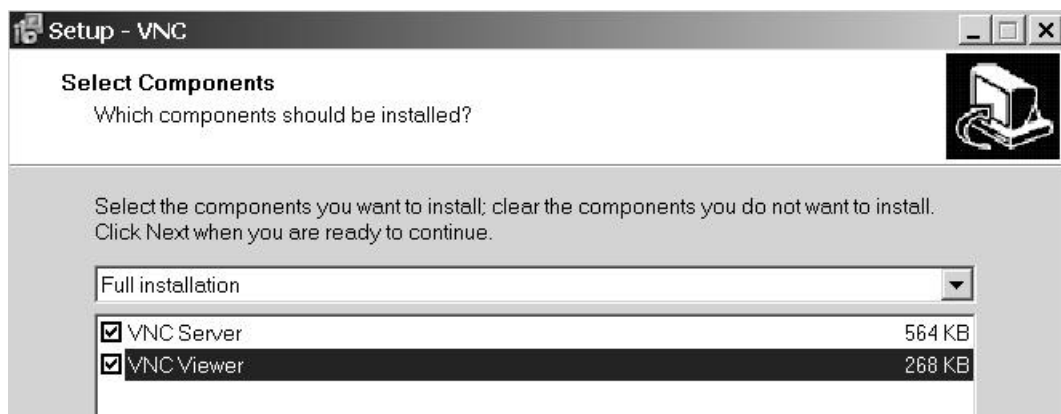 Setup - VNC
Select Components
Which components should be installed?
Select the components you want to install; clear the components you do not want to install.
Click Next when you are ready to continue.
Full installation
VNC Server 564 KB
VNC Viewer 268 KB